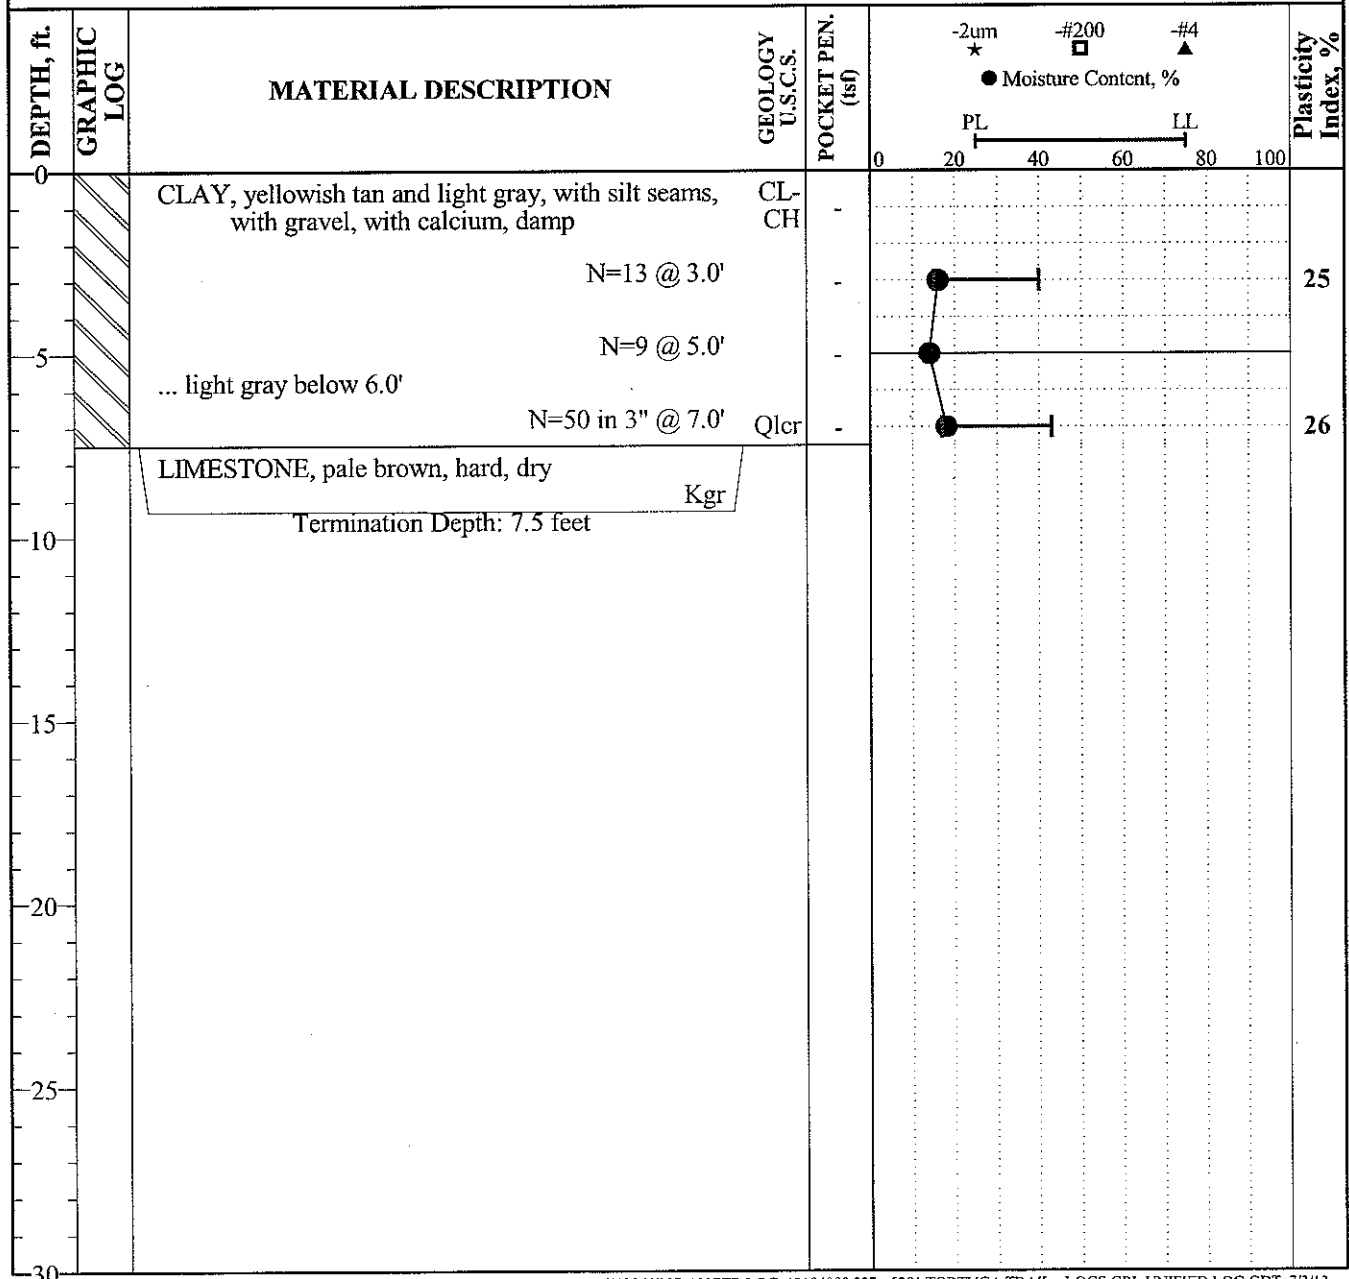 DEPTH, ft.
GRAPHIC
LOG
MATERIAL DESCRIPTION
GEOLOGY
U.S.C.S.
POCKET PEN.
(tsf)
-2um -#200 -#4
★ ▲
● Moisture Content, %
PL LL
0 20 40 60 80 100
Plasticity
Index, %
0
CLAY, yellowish tan and light gray, with silt seams,
with gravel, with calcium, damp
CL-
CH
-
N=13 @ 3.0'
-
25
N=9 @ 5.0'
5
-
... light gray below 6.0'
N=50 in 3" @ 7.0'
Qlcr
-
26
LIMESTONE, pale brown, hard, dry
Kgr
Termination Depth: 7.5 feet
10
15
20
25
30